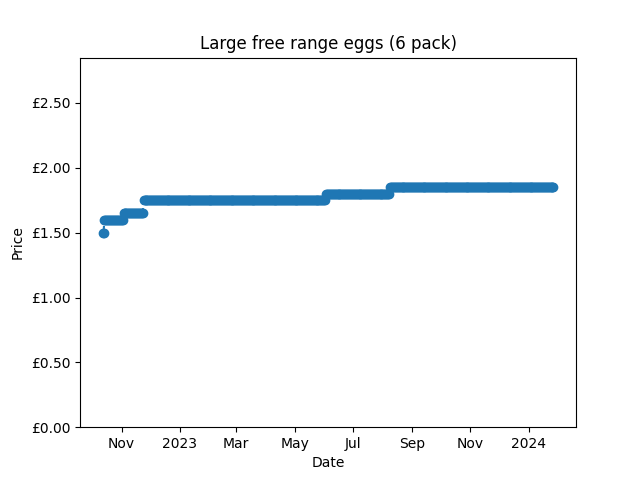 Large free range eggs (6 pack)
Price
£2.50
£2.00
£1.50
£1.00
£0.50
£0.00
Nov 2023 Mar May Jul Sep Nov 2024
Date